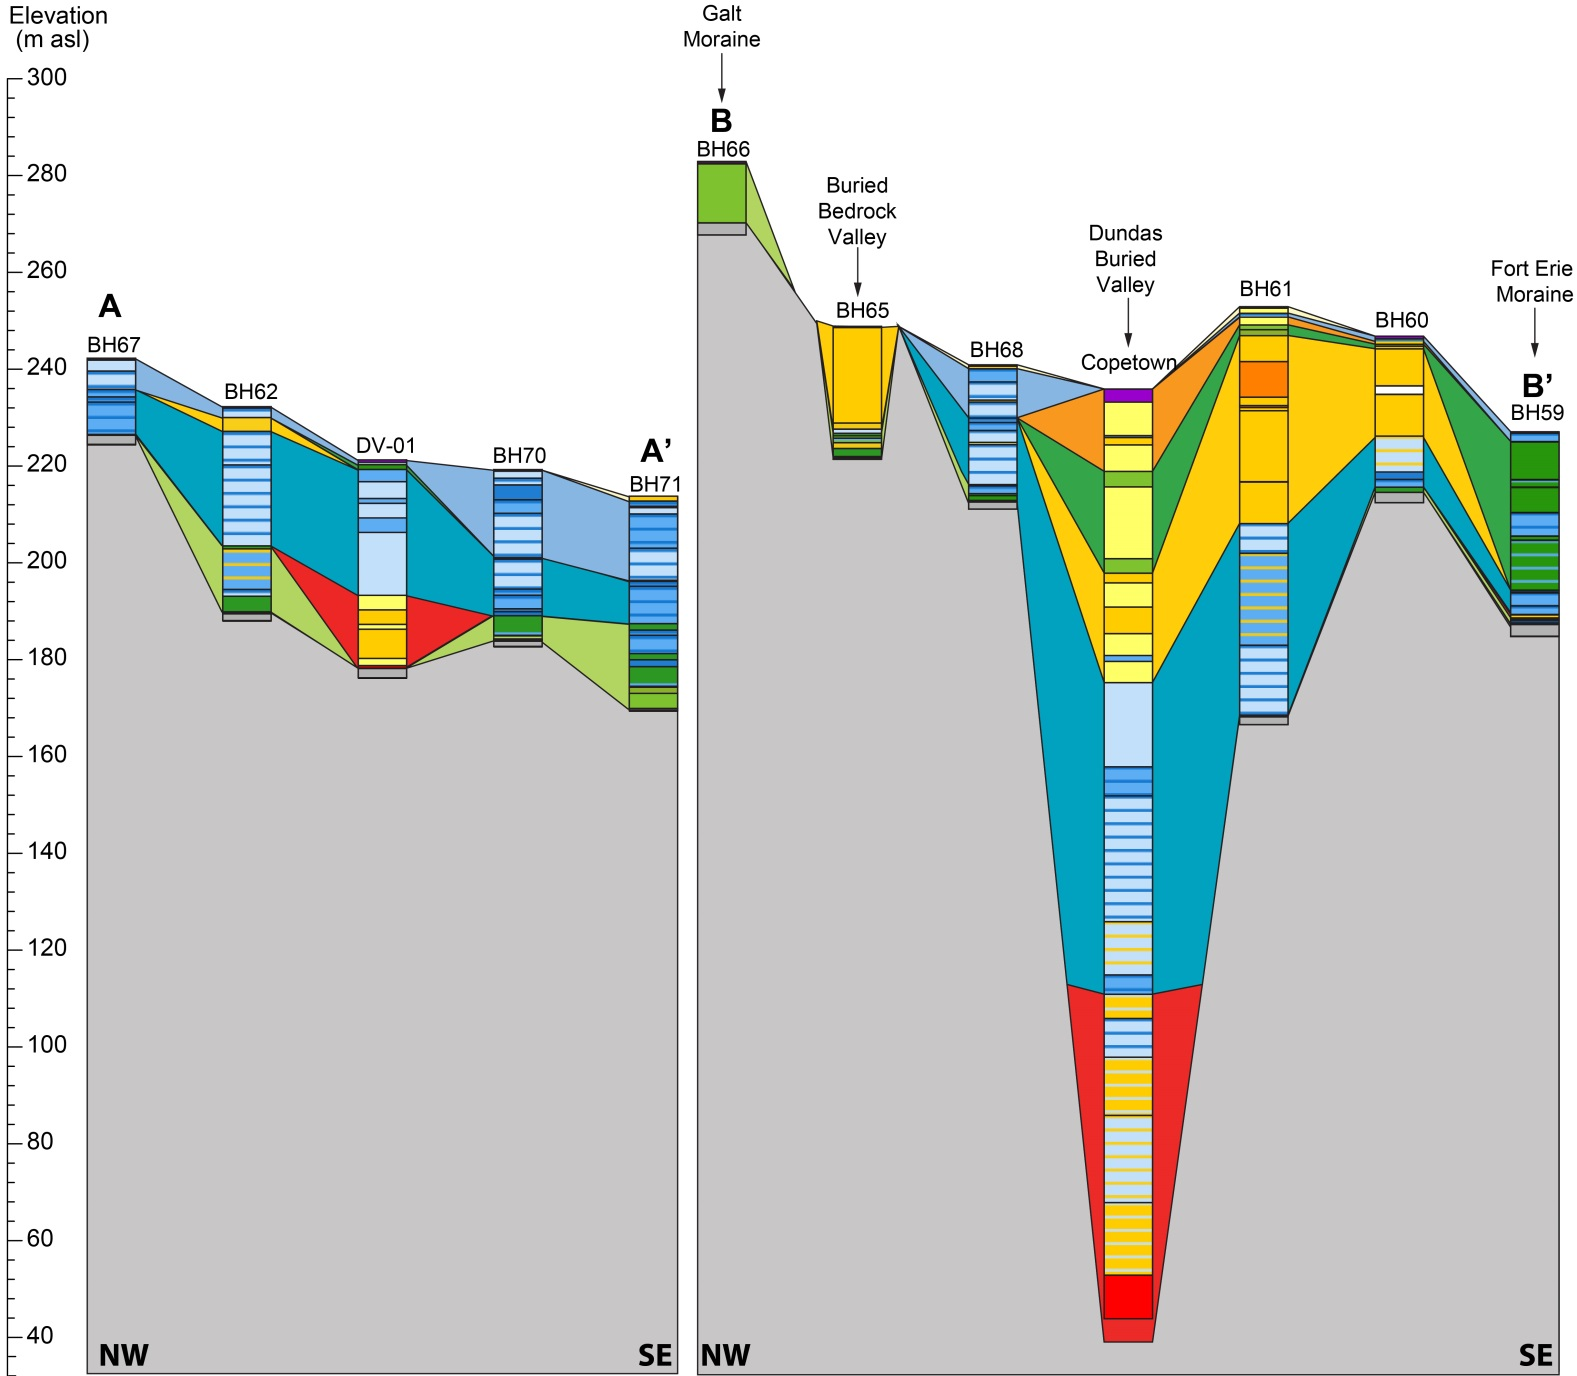 Elevation
(m asl)
300
280
260
240
220
200
180
160
140
120
100
80
60
40
A
BH67
BH62
DV-01
BH70
A’
BH71
NW
SE
Galt
Moraine
B
BH66
Buried
Bedrock
Valley
BH65
BH68
Dundas
Buried
Valley
Copetown
BH61
BH60
Fort Erie
Moraine
B’
BH59
NW
SE